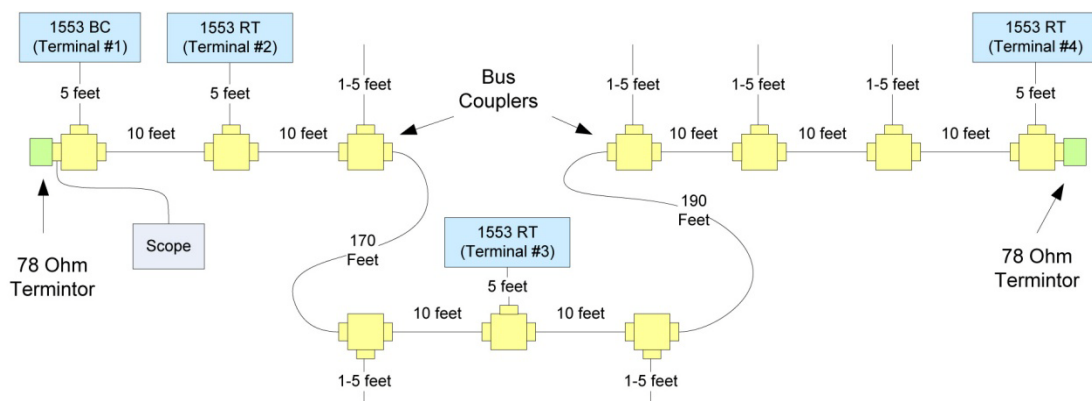 1553 BC
(Terminal #1)
1553 RT
(Terminal #2)
1553 RT
(Terminal #4)
5 feet
5 feet
1-5 feet
Bus
Couplers
1-5 feet
1-5 feet
1-5 feet
5 feet
10 feet
10 feet
10 feet
10 feet
10 feet
78 Ohm
Termintor
Scope
170
Feet
1553 RT
(Terminal #3)
190
Feet
78 Ohm
Termintor
5 feet
10 feet
10 feet
1-5 feet
1-5 feet